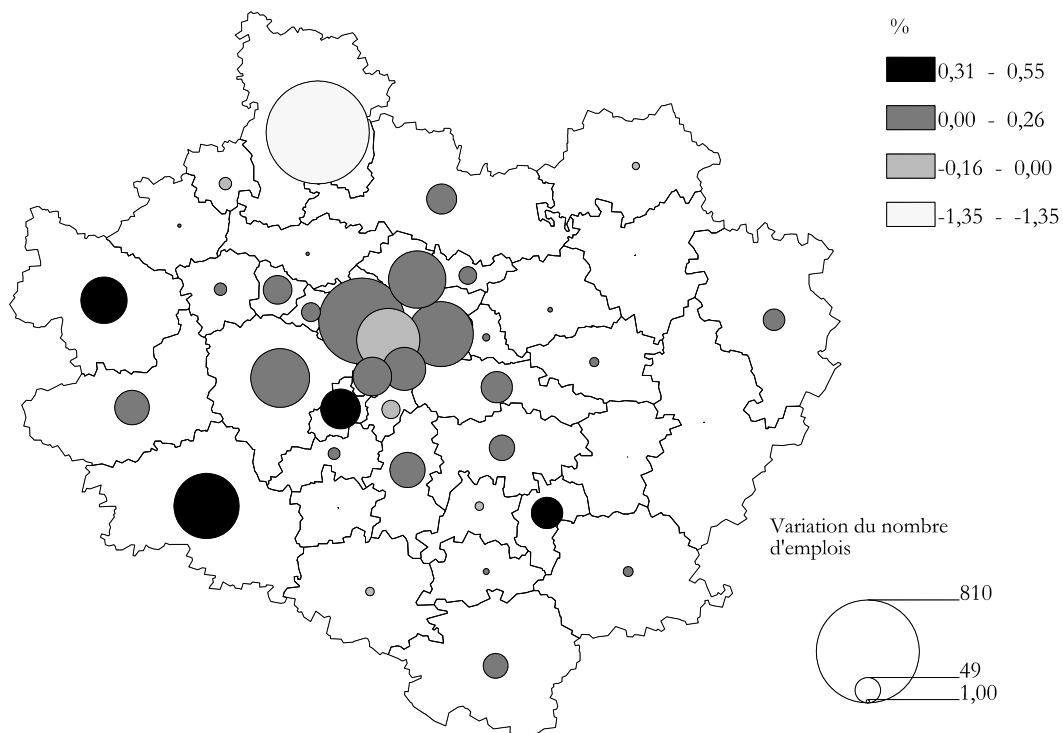 %
0,31 - 0,55
0,00 - 0,26
-0,16 - 0,00
-1,35 - -1,35
Variation du nombre
d'emplois
810
49
1,00